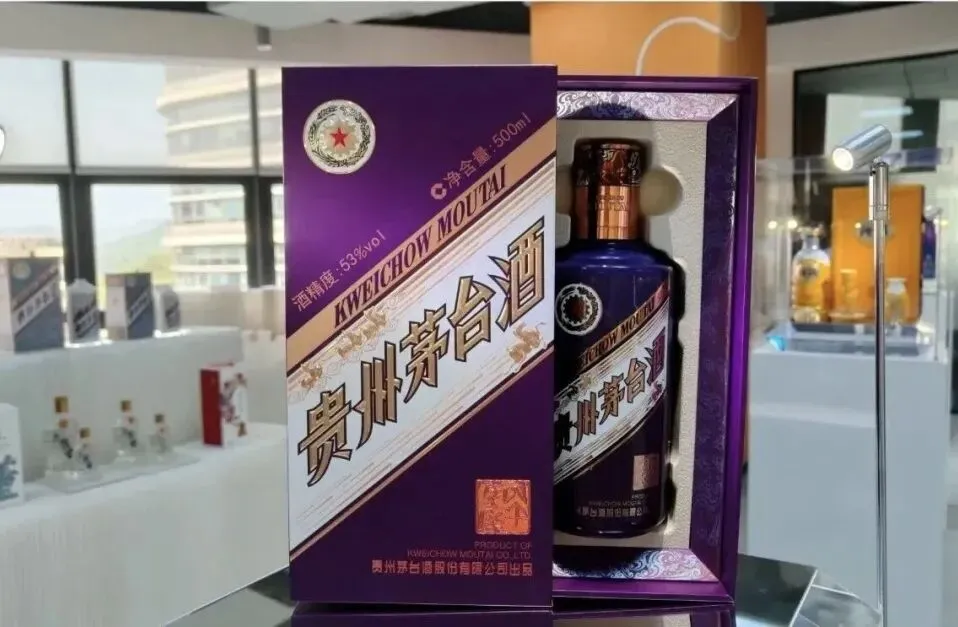 净含量:500ml
酒精度:53%vol
KWEICHOW MOUTAI
贵州茅台酒
PRODUCT OF
KWEICHOW MOUTAI CO.,LTD.
贵州茅台酒股份有限公司出品
KWEICHOW MOUTAI
贵州茅台酒